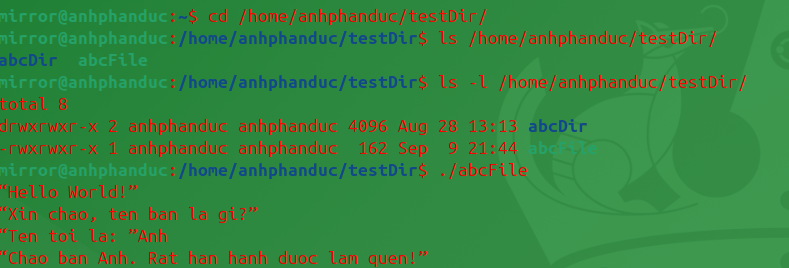 mirror@anhphanduc:~$ cd /home/anhphanduc/testDir/
mirror@anhphanduc:/home/anhphanduc/testDir$ ls /home/anhphanduc/testDir/
abcDir  abcFile
mirror@anhphanduc:/home/anhphanduc/testDir$ ls -l /home/anhphanduc/testDir/
total 8
drwxrwxr-x 2 anhphanduc anhphanduc 4096 Aug 28 13:13 abcDir
-rwxrwxr-x 1 anhphanduc anhphanduc  162 Sep  9 21:44 abcFile
mirror@anhphanduc:/home/anhphanduc/testDir$ ./abcFile
“Hello World!”
“Xin chao, ten ban la gi?”
“Ten toi la: ”Anh
“Chao ban Anh. Rat han hanh duoc lam quen!”